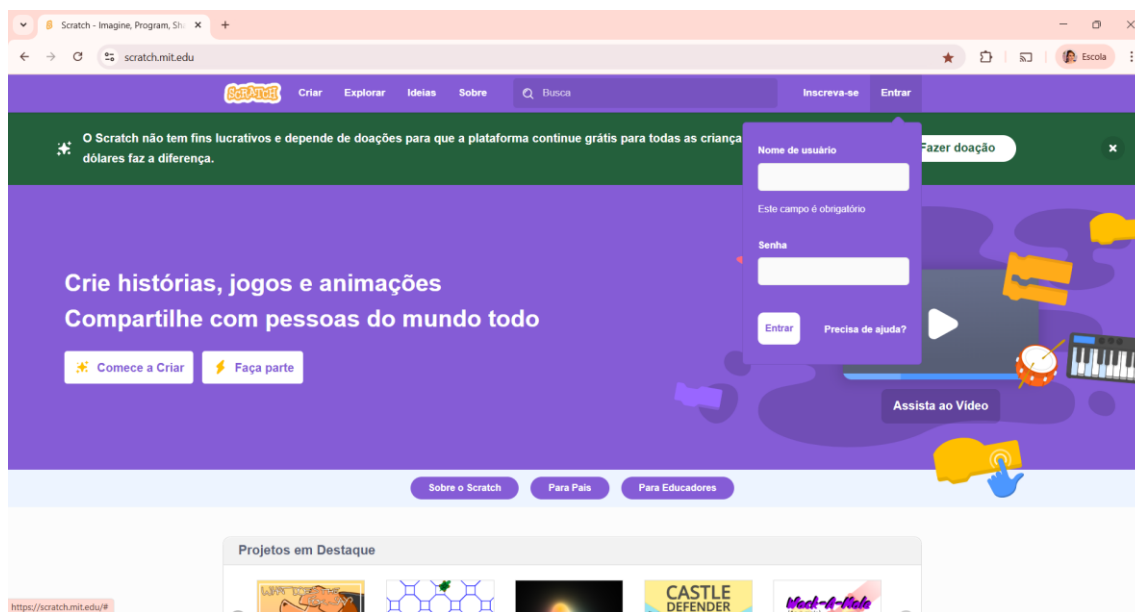 Scratch - Imagine, Program, Sh
scratch.mit.edu
Escola
SCRATCH
Criar
Explorar
Ideias
Sobre
Busca
Inscreva-se
Entrar
O Scratch não tem fins lucrativos e depende de doações para que a plataforma continue grátis para todas as criança
dólares faz a diferença.
Fazer doação
Nome de usuário
Este campo é obrigatório
Senha
Entrar
Precisa de ajuda?
Crie histórias, jogos e animações
Compartilhe com pessoas do mundo todo
Comece a Criar
Faça parte
Assista ao Vídeo
Sobre o Scratch
Para Pais
Para Educadores
Projetos em Destaque
CASTLE
DEFENDER
Wack-A-Mole
https://scratch.mit.edu/#